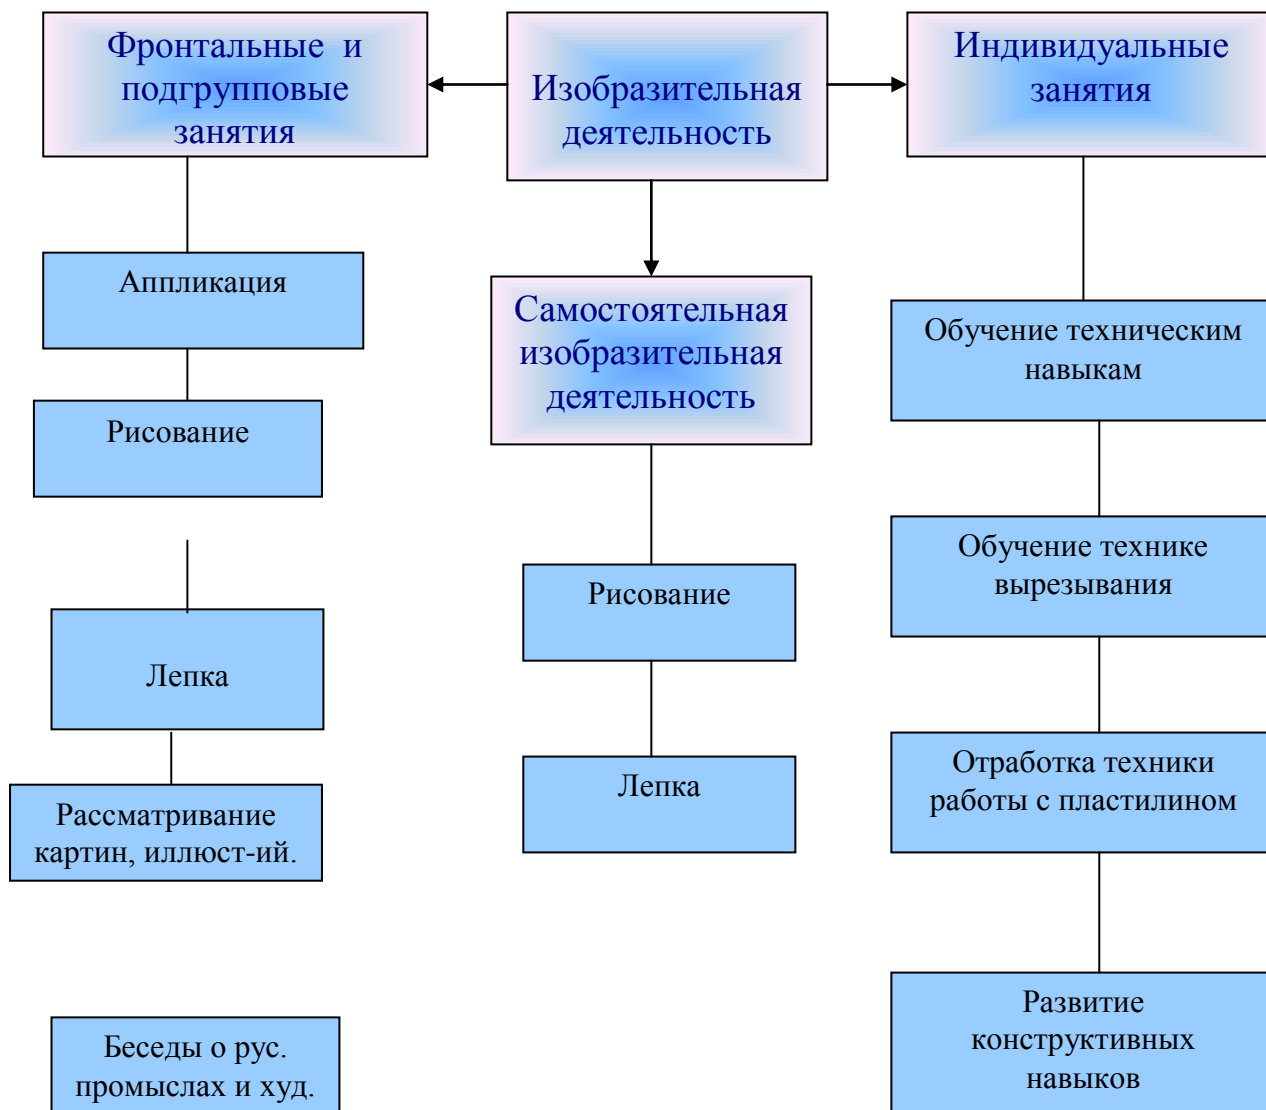 Фронтальные и
подгрупповые
занятия
Изобразительная
деятельность
Индивидуальные
занятия
Аппликация
Рисование
Лепка
Рассматривание
картин, иллюст-ий.
Беседы о рус.
промыслах и худ.
Самостоятельная
изобразительная
деятельность
Рисование
Лепка
Обучение техническим
навыкам
Обучение технике
вырезывания
Отработка техники
работы с пластилином
Развитие
конструктивных
навыков